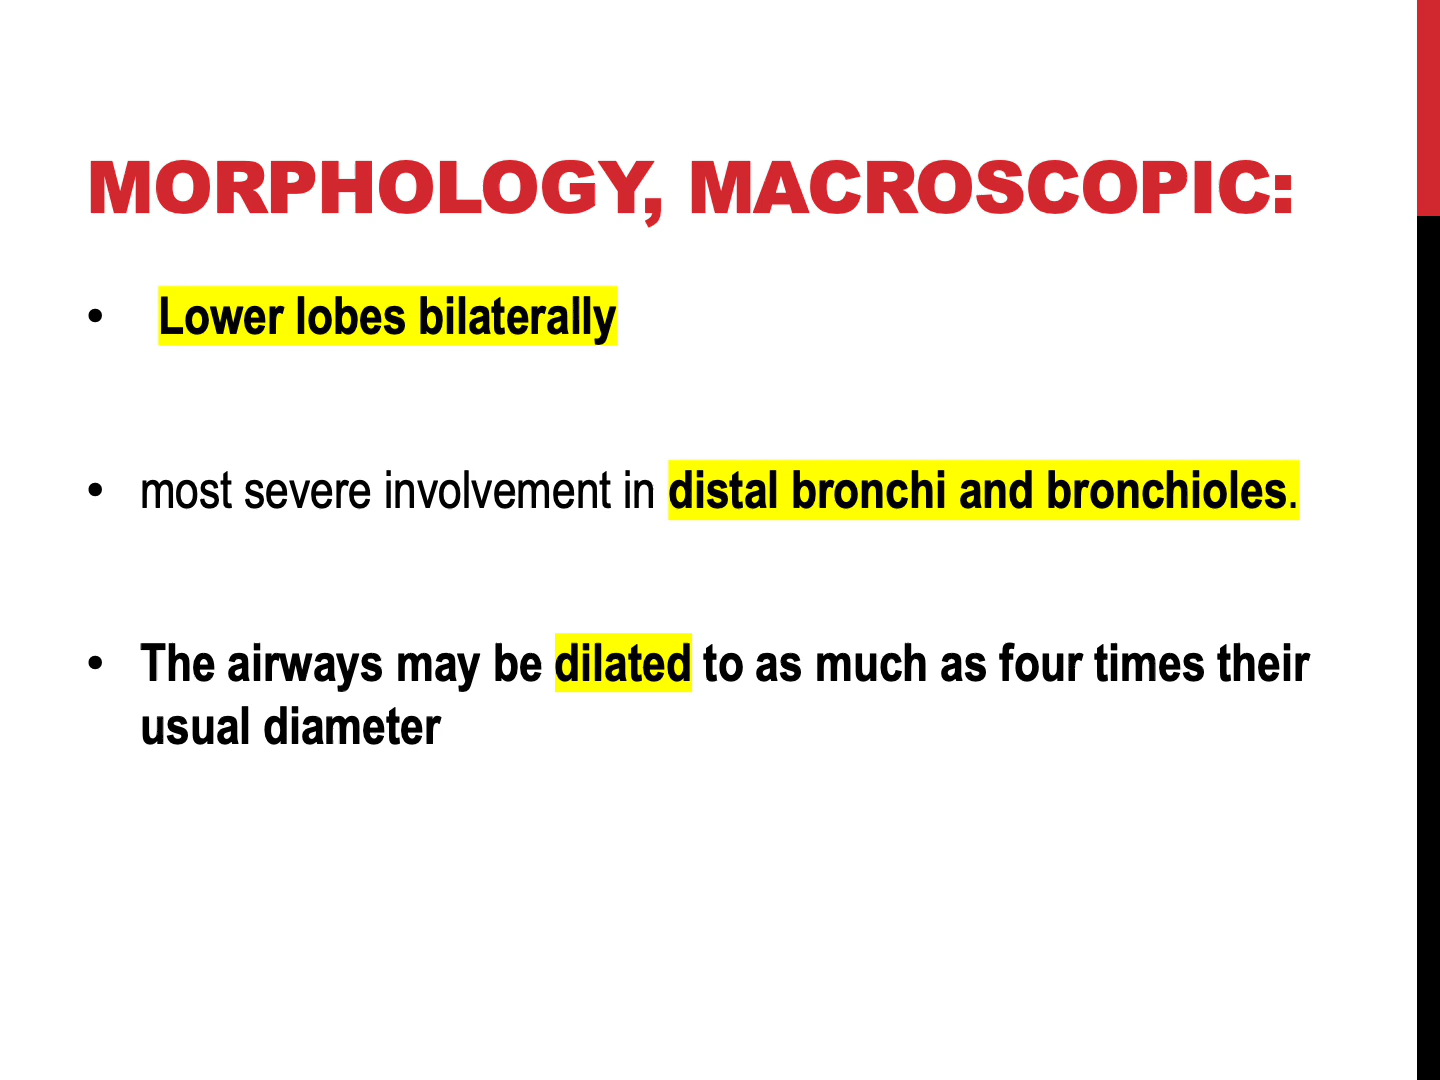 MORPHOLOGY, MACROSCOPIC:
• Lower lobes bilaterally
• most severe involvement in distal bronchi and bronchioles.
• The airways may be dilated to as much as four times their
usual diameter